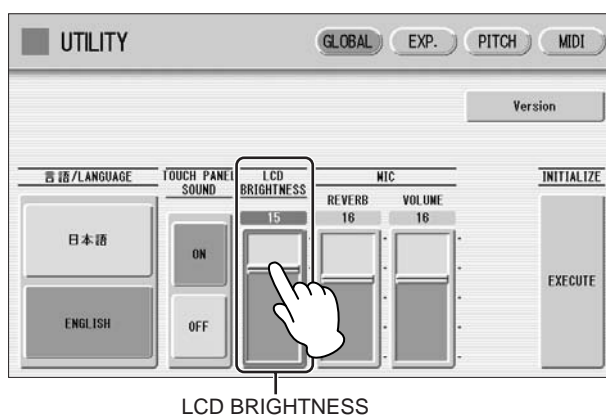 UTILITY
GLOBAL EXP. PITCH MIDI
Version
言語/LANGUAGE
日本語
ENGLISH
TOUCH PANEL
SOUND
ON
OFF
LCD
BRIGHTNESS
15
MIC
REVERB VOLUME
16 16
INITIALIZE
EXECUTE
LCD BRIGHTNESS